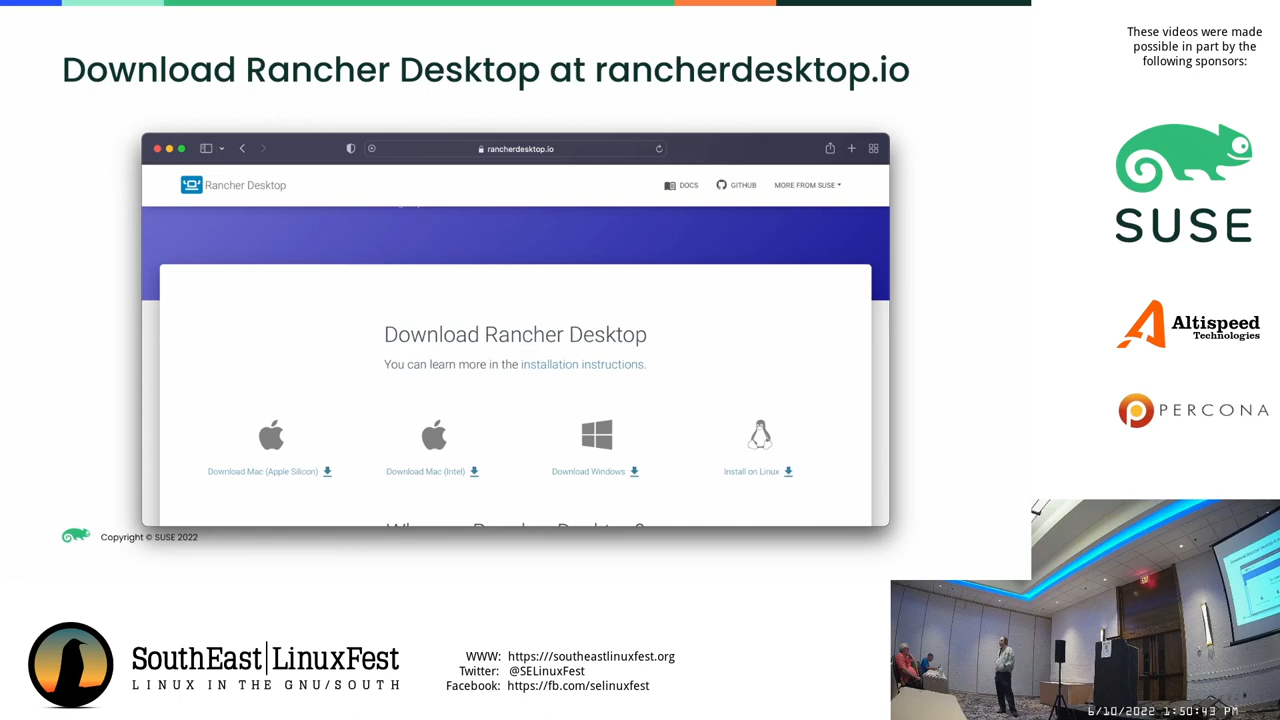 Download Rancher Desktop at rancherdesktop.io
rancherdesktop.io
Rancher Desktop
DOCS
GITHUB
MORE FROM SUSE
Download Rancher Desktop
You can learn more in the installation instructions.
Download Mac (Apple Silicon)
Download Mac (Intel)
Download Windows
Install on Linux
Copyright © SUSE 2022
These videos were made
possible in part by the
following sponsors:
SUSE
Altispeed
Technologies
PERCONA
SouthEast|LinuxFest
LINUX IN THE GNU/SOUTH
WWW: https:///southeastlinuxfest.org
Twitter: @SELinuxFest
Facebook: https://fb.com/selinuxfest
6/10/2022 1:50:43 PM